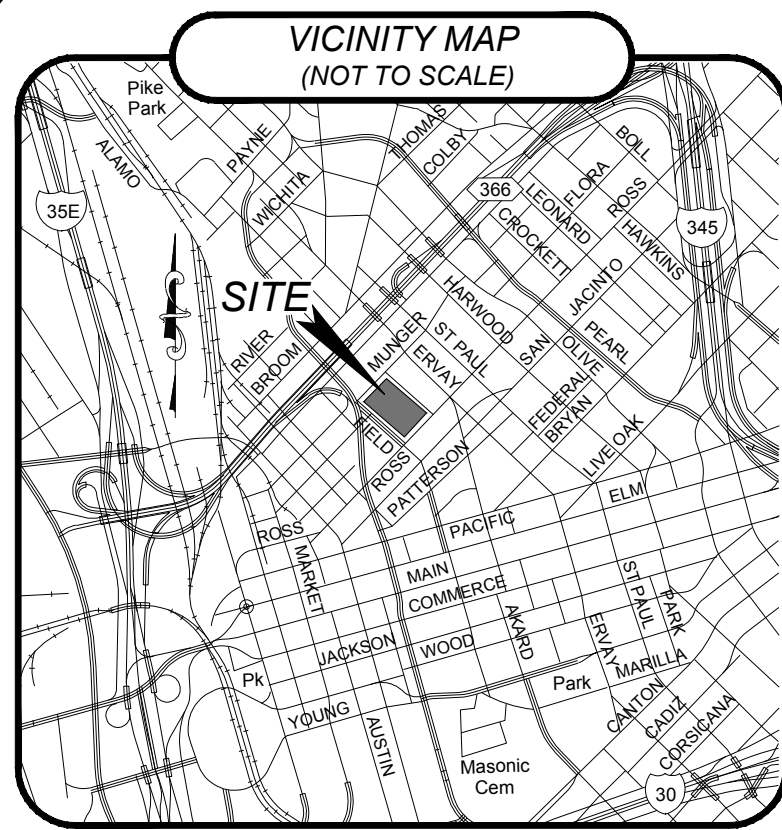 VICINITY MAP
(NOT TO SCALE)
Pike
Park
ALAMO
PAYNE
WICHITA
THOMAS
COLBY
BOLL
FLORA
ROSS
LEONARD
366
CROCKETT
HAWKINS
345
35E
JACINTO
HARWOOD
SITE
MUNGER
ST PAUL
ERVAY
SAN
OLIVE
PEARL
RIVER
BROOM
FEDERAL
BRYAN
FIELD
ROSS
PATTERSON
LIVE OAK
ELM
PACIFIC
ROSS
MARKET
MAIN
COMMERCE
ST PAUL
PARK
AKARD
ERVAY
JACKSON
WOOD
MARILLA
Pk
Park
YOUNG
AUSTIN
CANTON
CADIZ
CORSICANA
Masonic
Cem
30